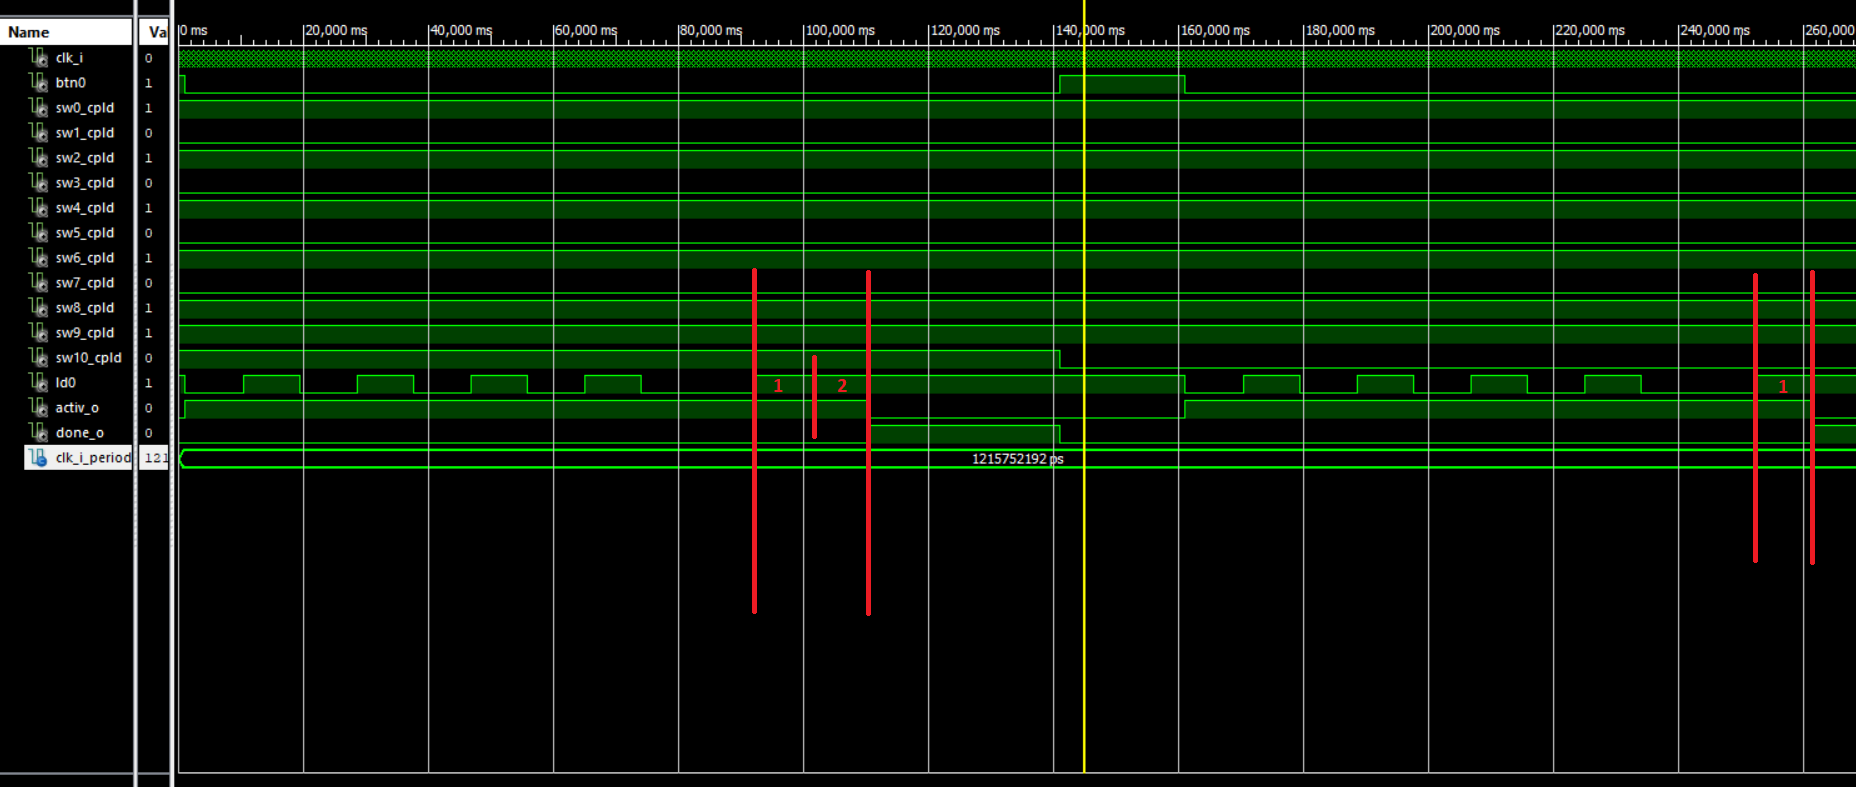 Name Va 0 ms 20,000 ms 40,000 ms 60,000 ms 80,000 ms 100,000 ms 120,000 ms 140,000 ms 160,000 ms 180,000 ms 200,000 ms 220,000 ms 240,000 ms 260,000
clk_i 0
btn0 1
sw0_cpld 1
sw1_cpld 0
sw2_cpld 1
sw3_cpld 0
sw4_cpld 1
sw5_cpld 0
sw6_cpld 1
sw7_cpld 0
sw8_cpld 1
sw9_cpld 1
sw10_cpld 0
ld0 1 1 2 1
activ_o 0
done_o 0
clk_i_period 121 1215752192 ps